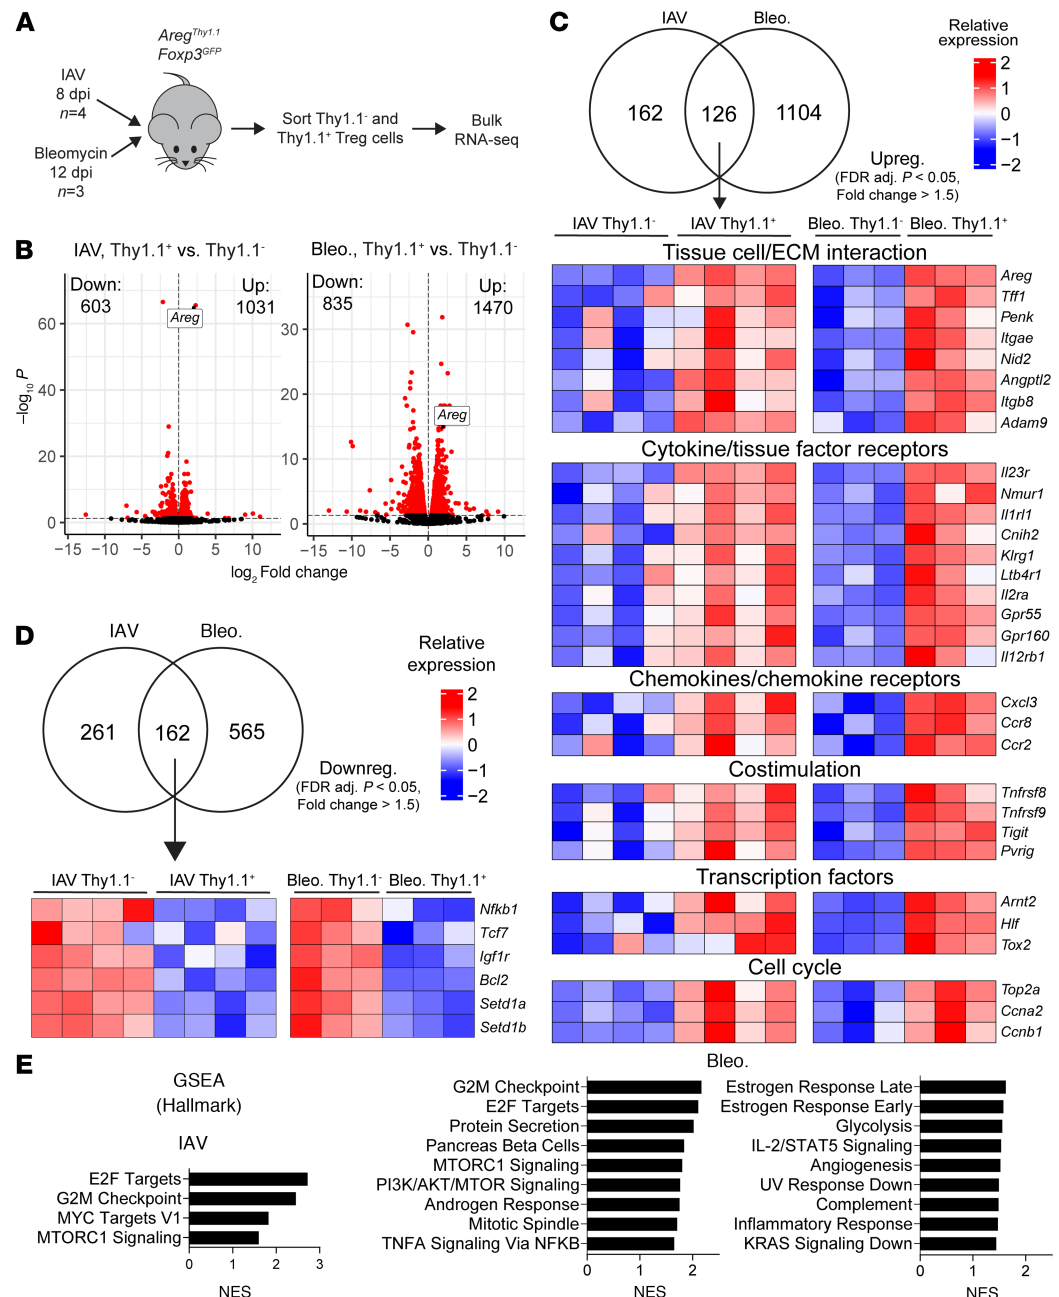 A
Areg^Thy1.1
Foxp3^GFP
IAV
8 dpi
n=4
Bleomycin
12 dpi
n=3
Sort Thy1.1⁻ and
Thy1.1⁺ Treg cells
Bulk
RNA-seq
B
IAV, Thy1.1⁺ vs. Thy1.1⁻
Down:
603
Up:
1031
Areg
60
40
20
0
−15
−10
−5
0
5
10
Bleo., Thy1.1⁺ vs. Thy1.1⁻
Down:
835
Up:
1470
Areg
30
20
10
0
−15
−10
−5
0
5
10
−log₁₀ P
log₂ Fold change
C
IAV
Bleo.
162
126
1104
Upreg.
(FDR adj. P < 0.05,
Fold change > 1.5)
Relative
expression
2
1
0
−1
−2
IAV Thy1.1⁻
IAV Thy1.1⁺
Bleo. Thy1.1⁻
Bleo. Thy1.1⁺
Tissue cell/ECM interaction
Areg
Tff1
Penk
Itgae
Nid2
Angptl2
Itgb8
Adam9
Cytokine/tissue factor receptors
Il23r
Nmur1
Il1rl1
Cnih2
Klrg1
Ltb4r1
Il2ra
Gpr55
Gpr160
Il12rb1
Chemokines/chemokine receptors
Cxcl3
Ccr8
Ccr2
Costimulation
Tnfrsf8
Tnfrsf9
Tigit
Pvrig
Transcription factors
Arnt2
Hlf
Tox2
Cell cycle
Top2a
Ccna2
Ccnb1
D
IAV
Bleo.
261
162
565
Downreg.
(FDR adj. P < 0.05,
Fold change > 1.5)
Relative
expression
2
1
0
−1
−2
IAV Thy1.1⁻
IAV Thy1.1⁺
Bleo. Thy1.1⁻
Bleo. Thy1.1⁺
Nfkb1
Tcf7
Igf1r
Bcl2
Setd1a
Setd1b
E
GSEA
(Hallmark)
IAV
E2F Targets
G2M Checkpoint
MYC Targets V1
MTORC1 Signaling
0
1
2
3
NES
Bleo.
G2M Checkpoint
E2F Targets
Protein Secretion
Pancreas Beta Cells
MTORC1 Signaling
PI3K/AKT/MTOR Signaling
Androgen Response
Mitotic Spindle
TNFA Signaling Via NFKB
0
1
2
NES
Estrogen Response Late
Estrogen Response Early
Glycolysis
IL-2/STAT5 Signaling
Angiogenesis
UV Response Down
Complement
Inflammatory Response
KRAS Signaling Down
0
1
2
NES